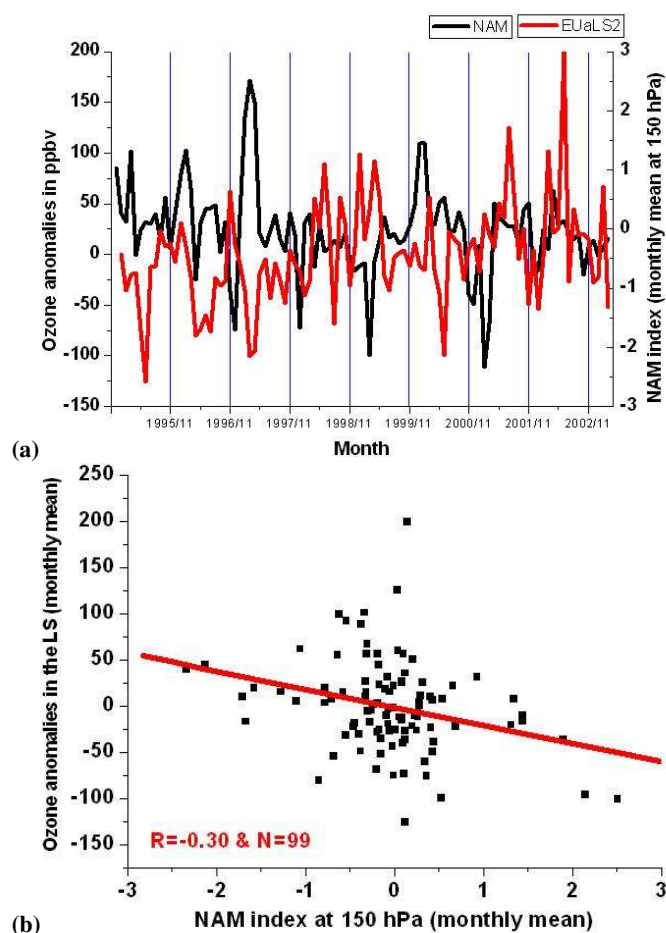 NAM EUaLS2
Ozone anomalies in ppbv
200
150
100
50
0
-50
-100
-150
3
2
1
0
-1
-2
-3
NAM index (monthly mean at 150 hPa)
1995/11 1996/11 1997/11 1998/11 1999/11 2000/11 2001/11 2002/11
Month
(a)
Ozone anomalies in the LS (monthly mean)
250
200
150
100
50
0
-50
-100
-150
R=-0.30 & N=99
-3 -2 -1 0 1 2 3
NAM index at 150 hPa (monthly mean)
(b)